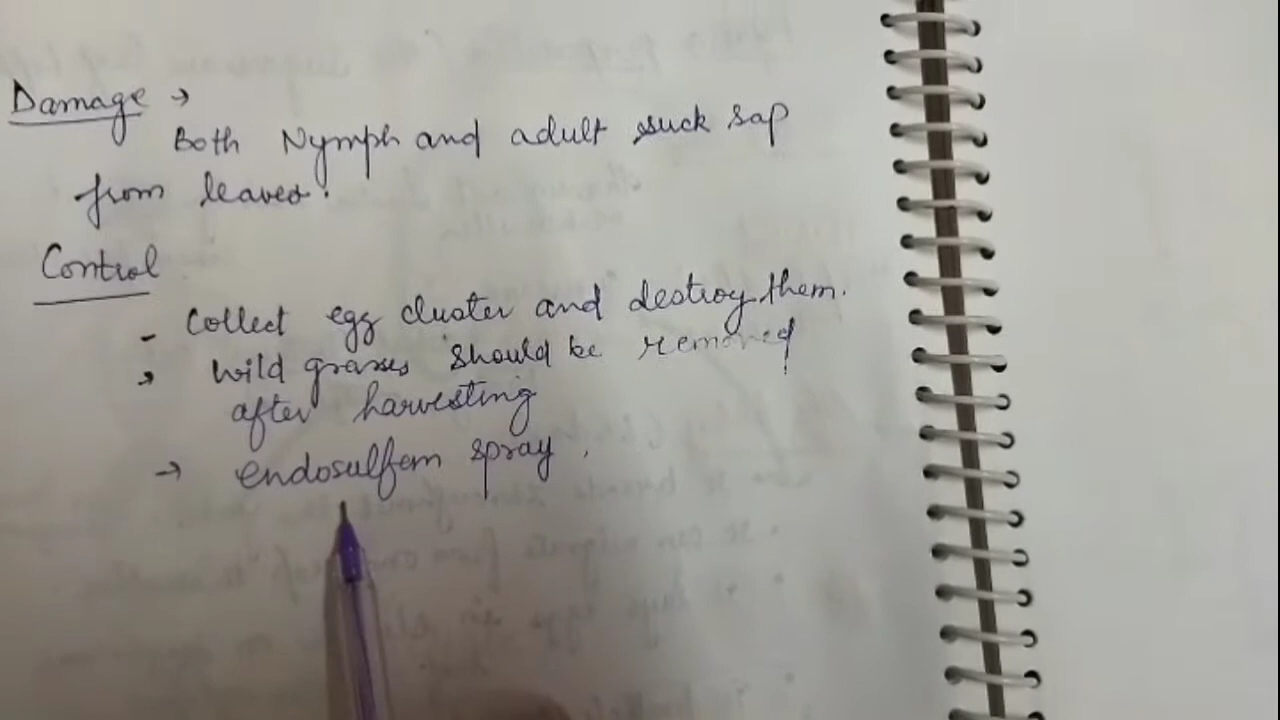 Damage →
Both Nymph and adult suck sap
from leaves.
Control
- Collect egg cluster and destroy them.
→ Wild grasses should be removed
after harvesting
→ endosulfem spray.